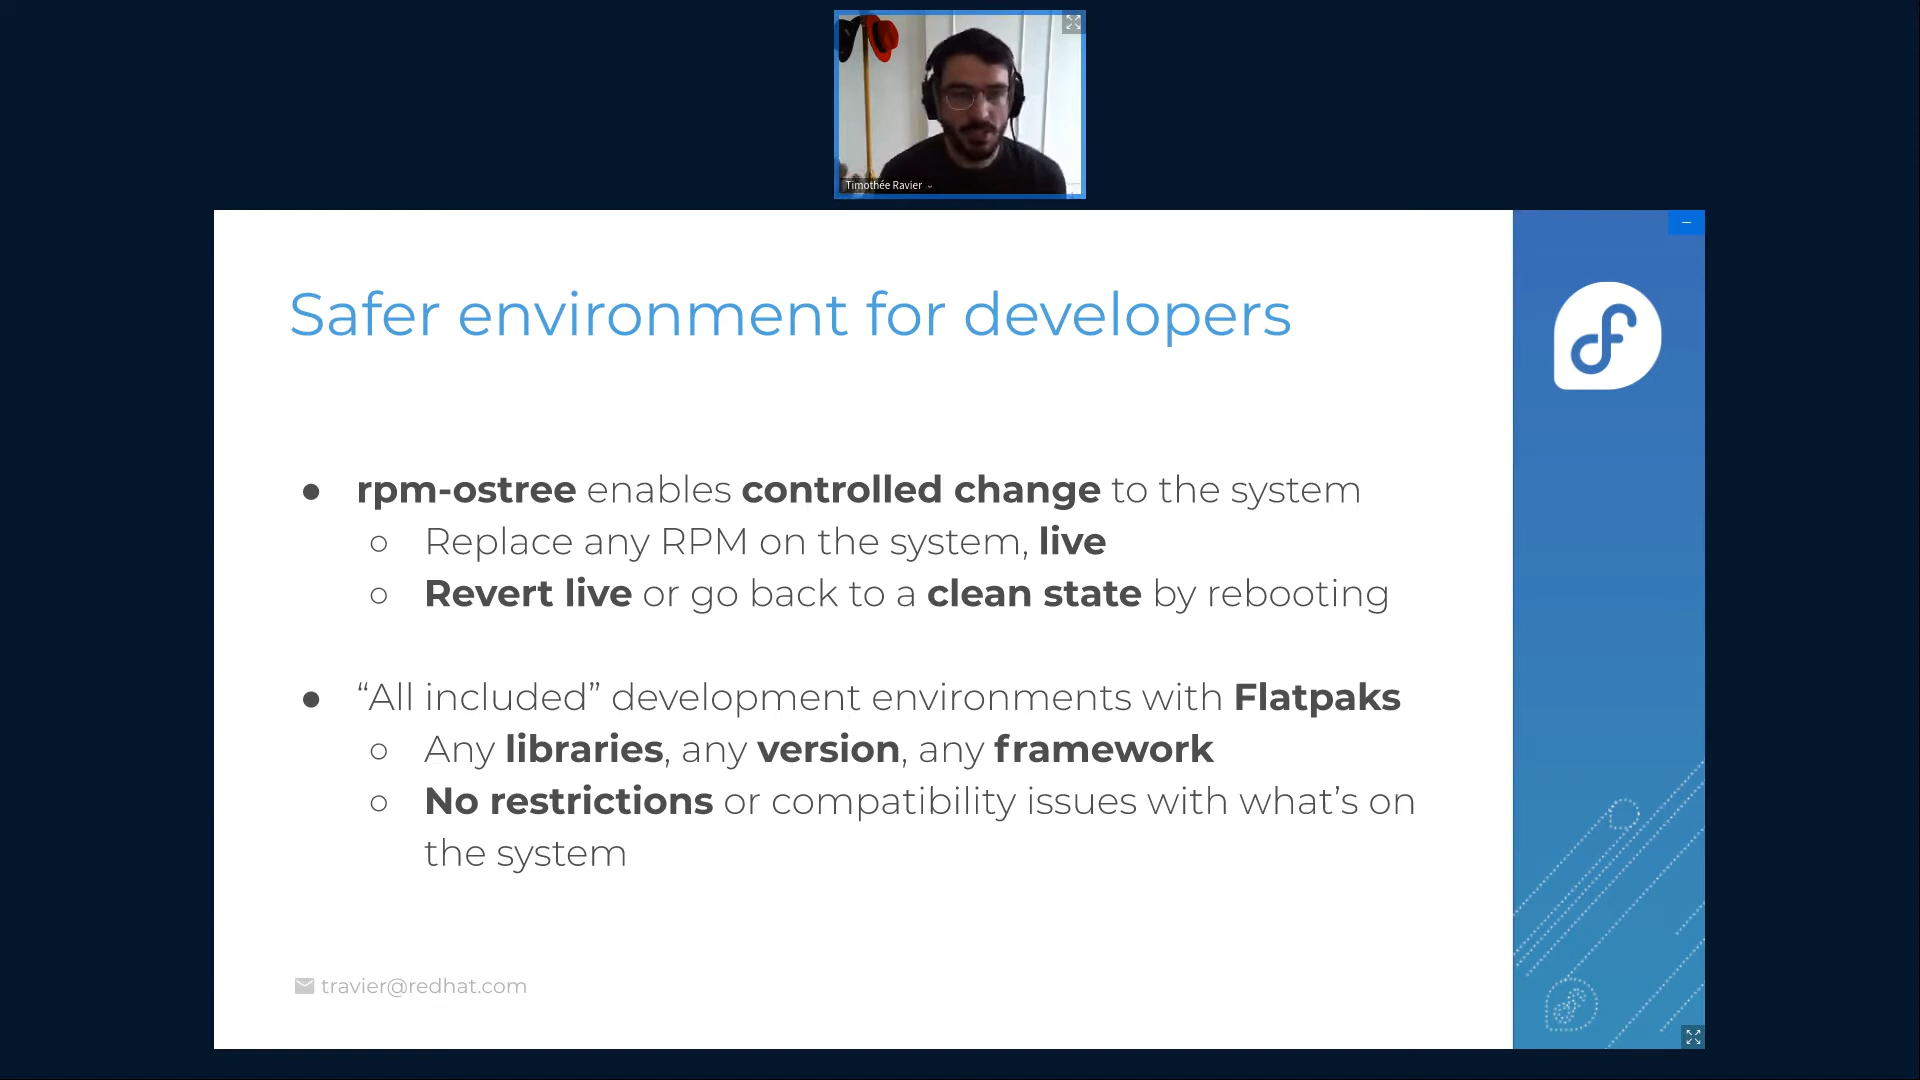 Timothée Ravier
Safer environment for developers
● rpm-ostree enables controlled change to the system
○ Replace any RPM on the system, live
○ Revert live or go back to a clean state by rebooting
● “All included” development environments with Flatpaks
○ Any libraries, any version, any framework
○ No restrictions or compatibility issues with what’s on
the system
travier@redhat.com